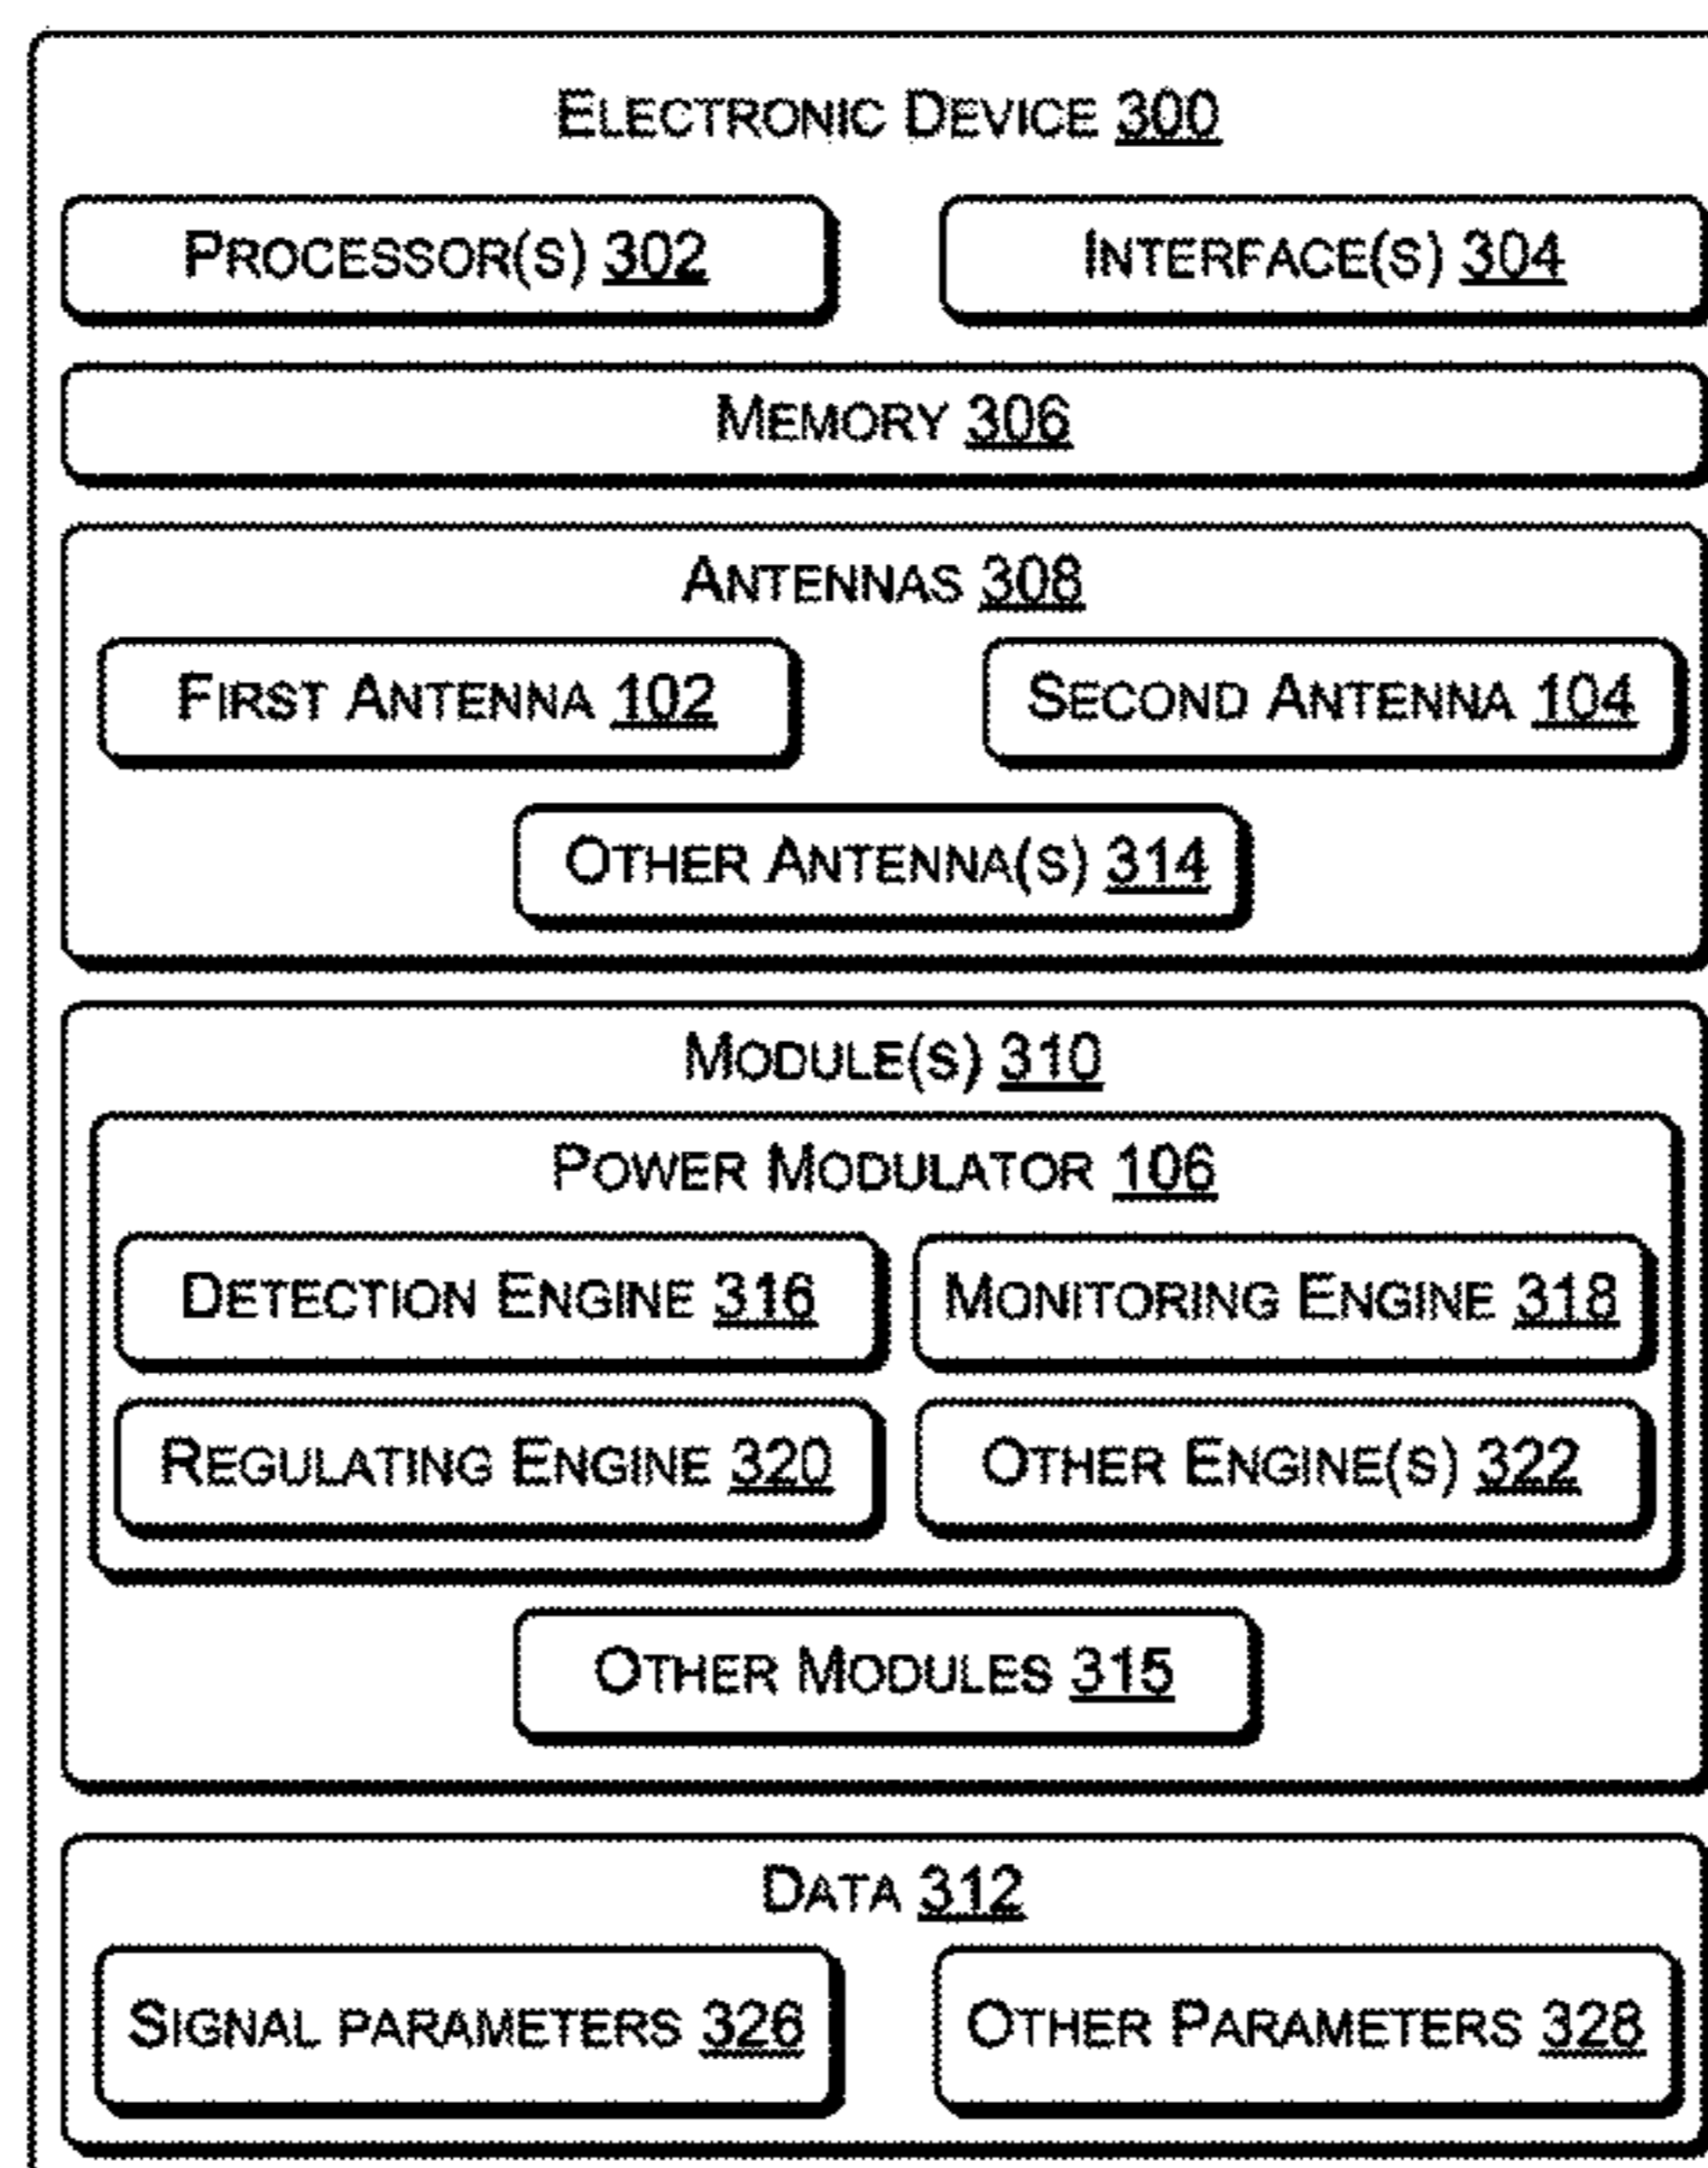 ELECTRONIC DEVICE 300
PROCESSOR(S) 302
INTERFACE(S) 304
MEMORY 306
ANTENNAS 308
FIRST ANTENNA 102
SECOND ANTENNA 104
OTHER ANTENNA(S) 314
MODULE(S) 310
POWER MODULATOR 106
DETECTION ENGINE 316
MONITORING ENGINE 318
REGULATING ENGINE 320
OTHER ENGINE(S) 322
OTHER MODULES 315
DATA 312
SIGNAL PARAMETERS 326
OTHER PARAMETERS 328